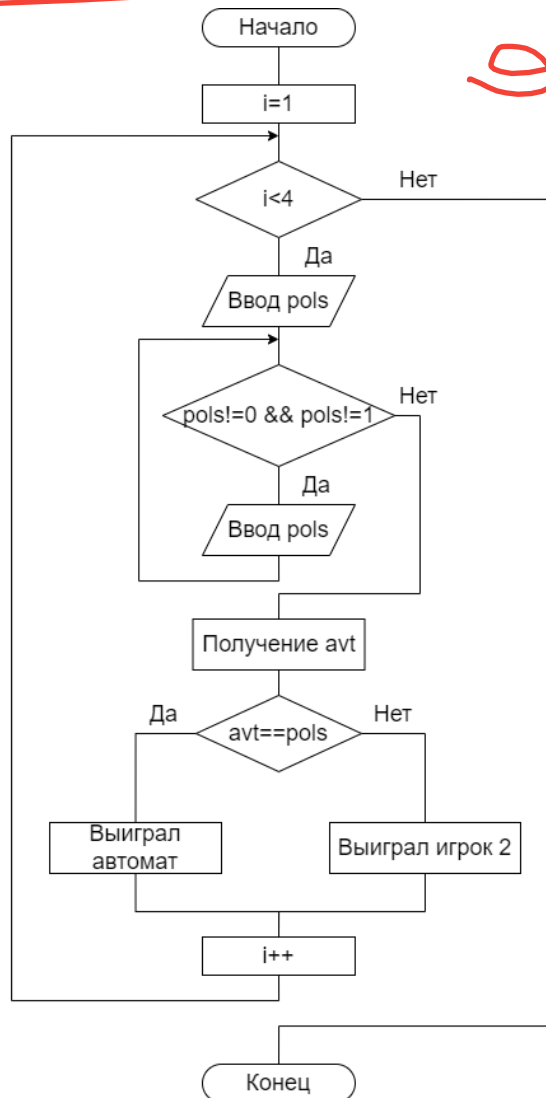 Начало
i=1
i<4
Нет
Да
Ввод pols
pols!=0 && pols!=1
Нет
Да
Ввод pols
Получение avt
Да
avt==pols
Нет
Выиграл
автомат
Выиграл игрок 2
i++
Конец